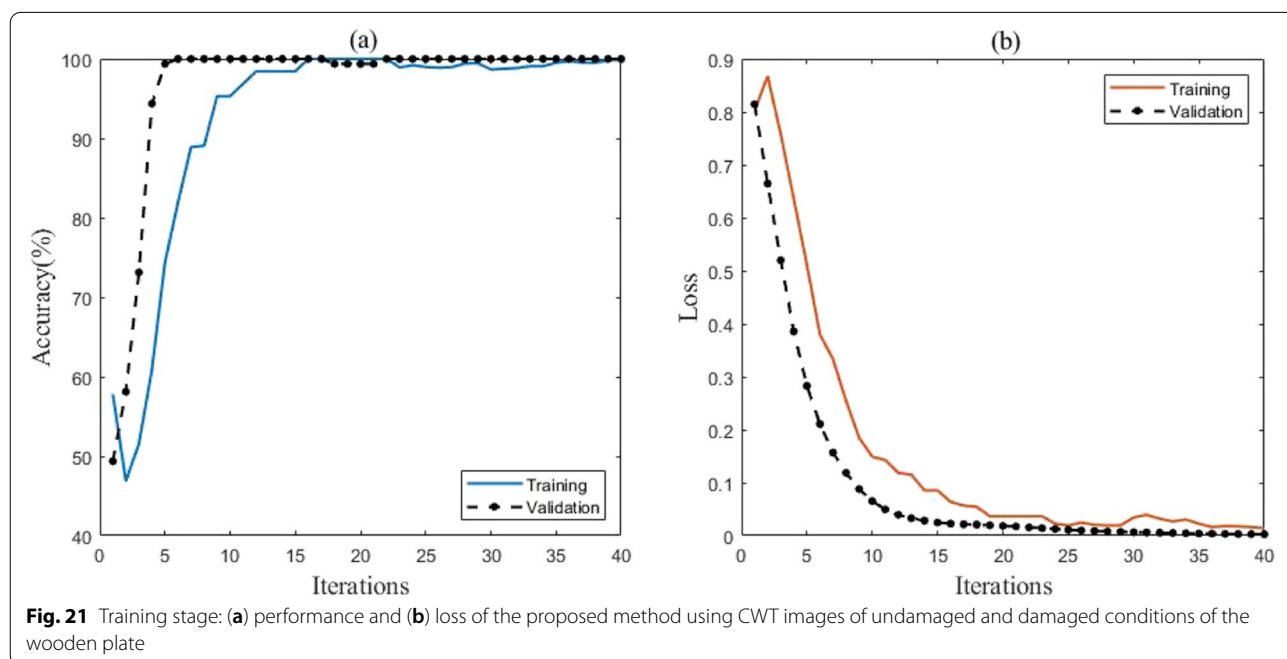 (a)
100
90
80
70
60
50
40
Accuracy(%)
0 5 10 15 20 25 30 35 40
Iterations
Training
Validation
(b)
0.9
0.8
0.7
0.6
0.5
0.4
0.3
0.2
0.1
0
Loss
0 5 10 15 20 25 30 35 40
Iterations
Training
Validation
Fig. 21 Training stage: (a) performance and (b) loss of the proposed method using CWT images of undamaged and damaged conditions of the
wooden plate